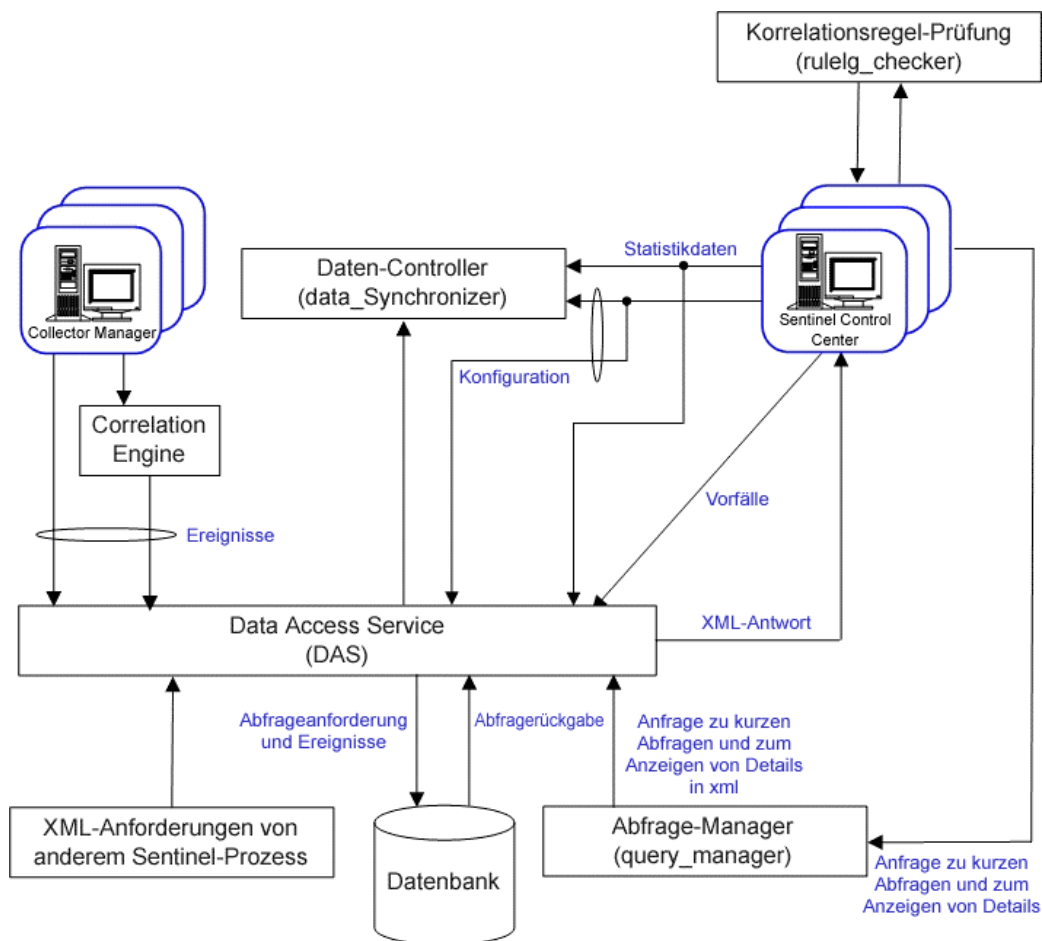 Korrelationsregel-Prüfung
(rulelg_checker)
Statistikdaten
Daten-Controller
(data_Synchronizer)
Collector Manager
Sentinel Control
Center
Konfiguration
Correlation
Engine
Vorfälle
Ereignisse
Data Access Service
(DAS)
XML-Antwort
Abfrageanforderung
und Ereignisse
Abfragerückgabe
Anfrage zu kurzen
Abfragen und zum
Anzeigen von Details
in xml
XML-Anforderungen von
anderem Sentinel-Prozess
Datenbank
Abfrage-Manager
(query_manager)
Anfrage zu kurzen
Abfragen und zum
Anzeigen von Details